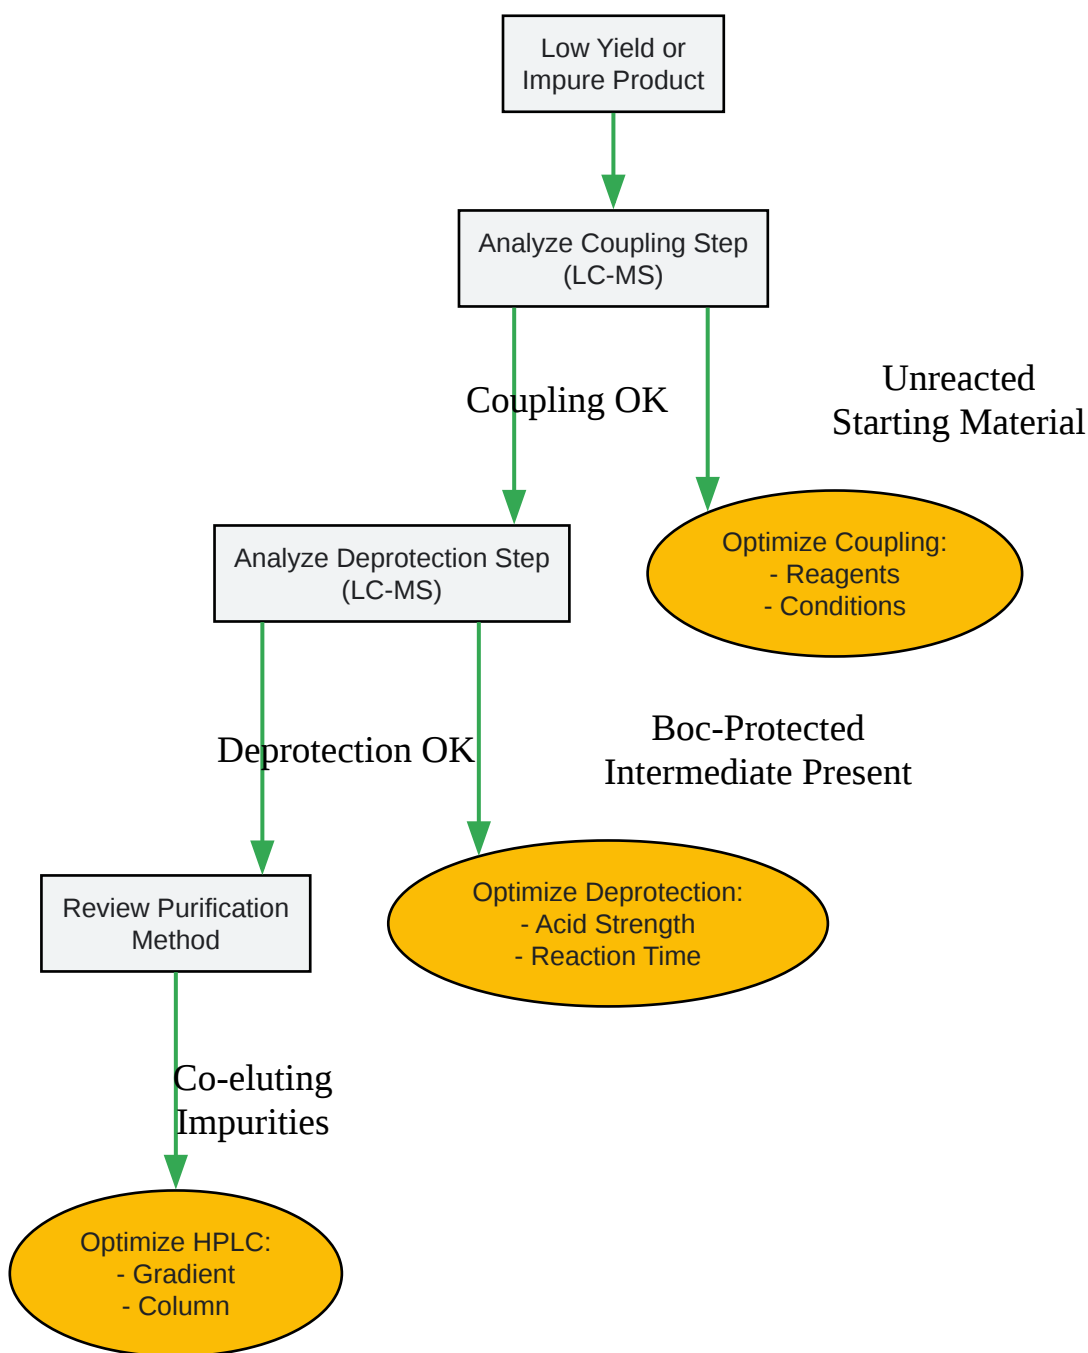 Low Yield or
Impure Product
Analyze Coupling Step
(LC-MS)
Coupling OK
Unreacted
Starting Material
Analyze Deprotection Step
(LC-MS)
Optimize Coupling:
- Reagents
- Conditions
Deprotection OK
Boc-Protected
Intermediate Present
Review Purification
Method
Optimize Deprotection:
- Acid Strength
- Reaction Time
Co-eluting
Impurities
Optimize HPLC:
- Gradient
- Column